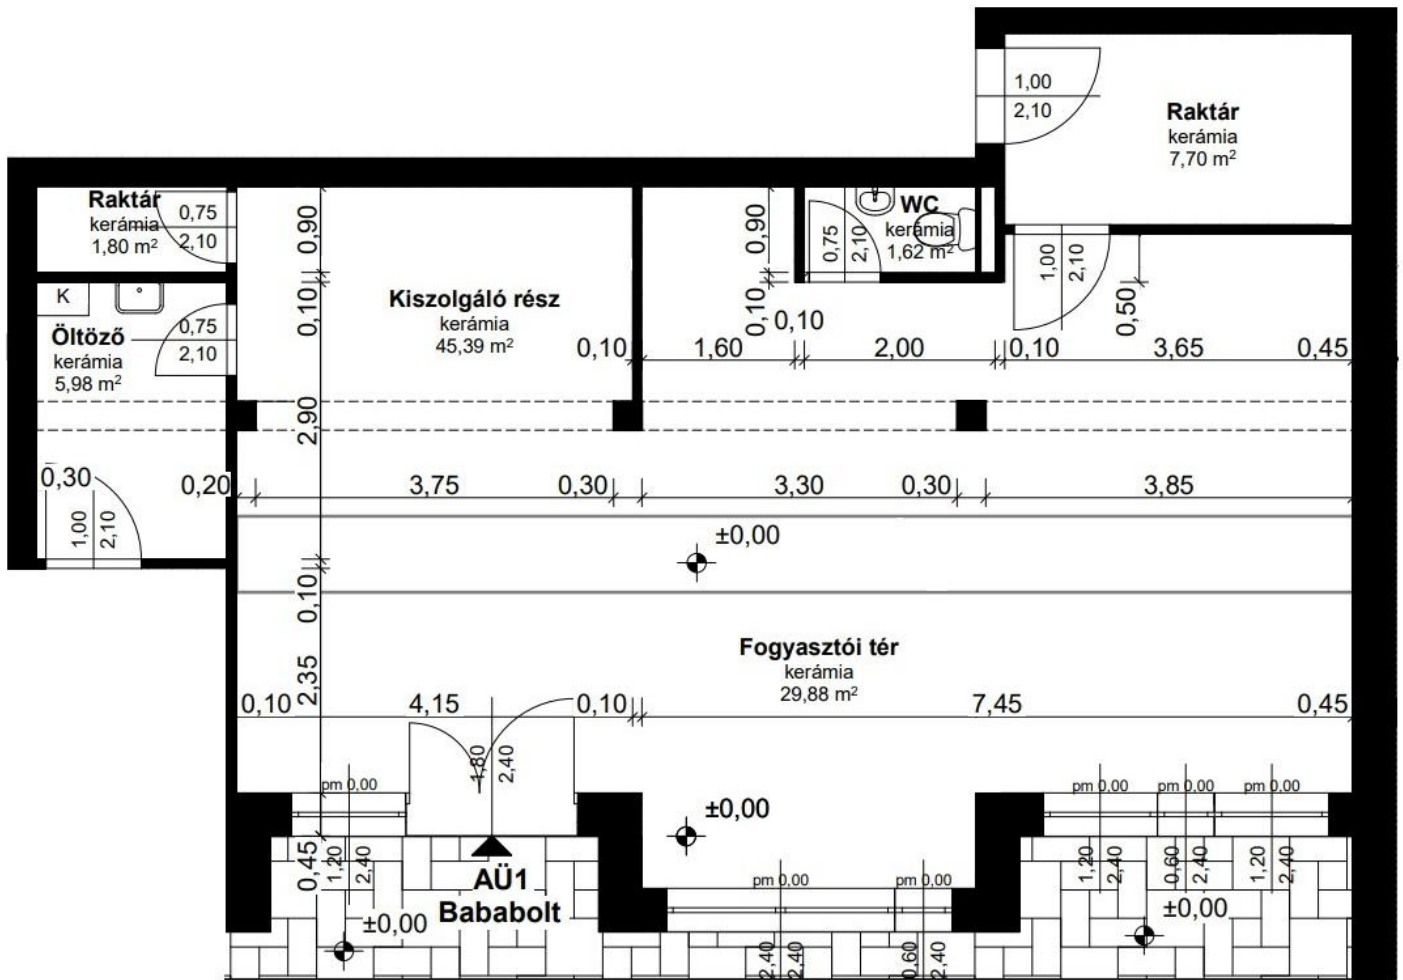 1,00
2,10
Raktár
kerámia
7,70 m²
Raktár
kerámia
1,80 m²
0,75
2,10
0,90
0,90
0,75
2,10
WC
kerámia
1,62 m²
1,00
2,10
0,50
K
Öltöző
kerámia
5,98 m²
0,75
2,10
0,10
Kiszolgáló rész
kerámia
45,39 m²
0,10
0,10
0,10
1,60
2,00
0,10
3,65
0,45
2,90
0,30
1,00
2,10
0,20
3,75
0,30
3,30
0,30
3,85
±0,00
0,10
2,35
Fogyasztói tér
kerámia
29,88 m²
0,10
4,15
0,10
7,45
0,45
1,80
2,40
pm 0,00
±0,00
pm 0,00
pm 0,00
pm 0,00
0,45
1,20
2,40
AÜ1
Bababolt
±0,00
pm 0,00
pm 0,00
2,40
2,40
0,60
2,40
1,20
2,40
0,60
2,40
1,20
2,40
±0,00